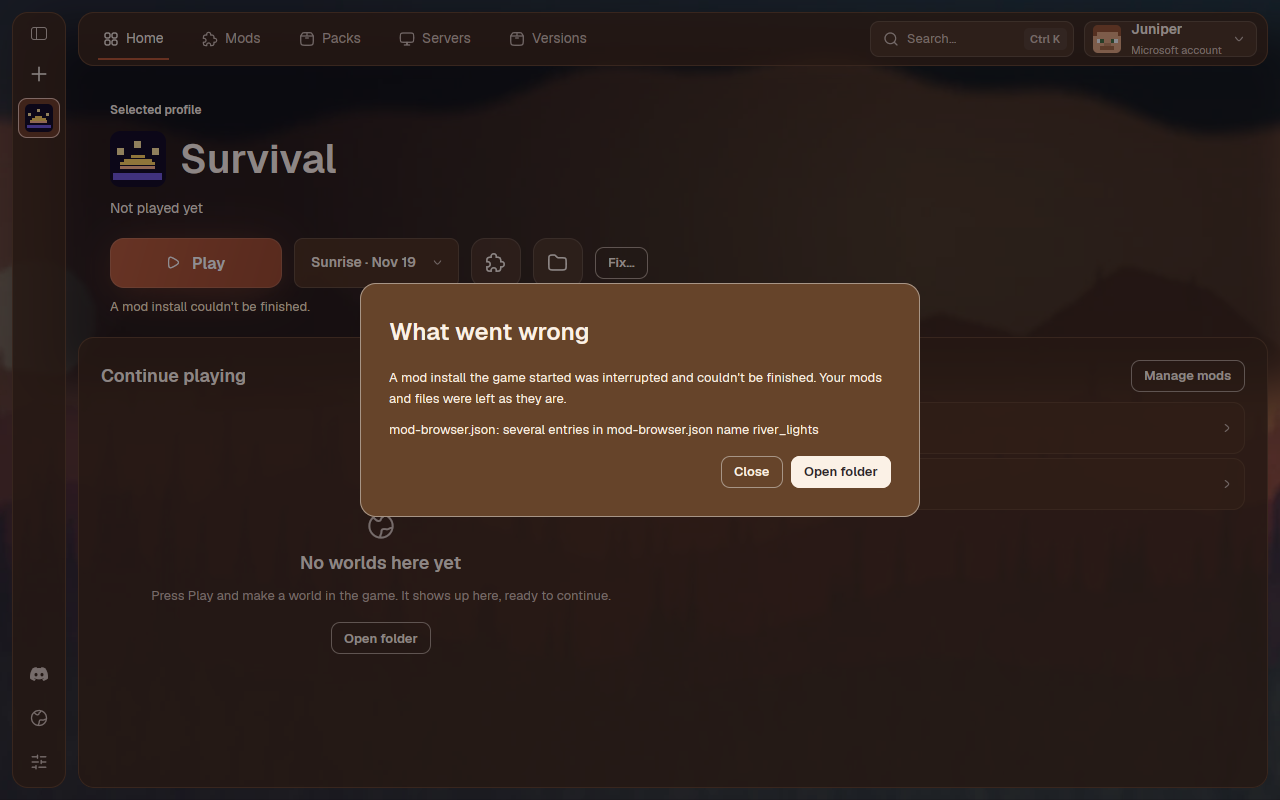 Home
Mods
Packs
Servers
Versions
Search...
Ctrl K
Juniper
Microsoft account
Selected profile
Survival
Not played yet
Play
Sunrise · Nov 19
Fix...
A mod install couldn't be finished.
What went wrong
A mod install the game started was interrupted and couldn't be finished. Your mods
and files were left as they are.
mod-browser.json: several entries in mod-browser.json name river_lights
Close
Open folder
Continue playing
Manage mods
No worlds here yet
Press Play and make a world in the game. It shows up here, ready to continue.
Open folder